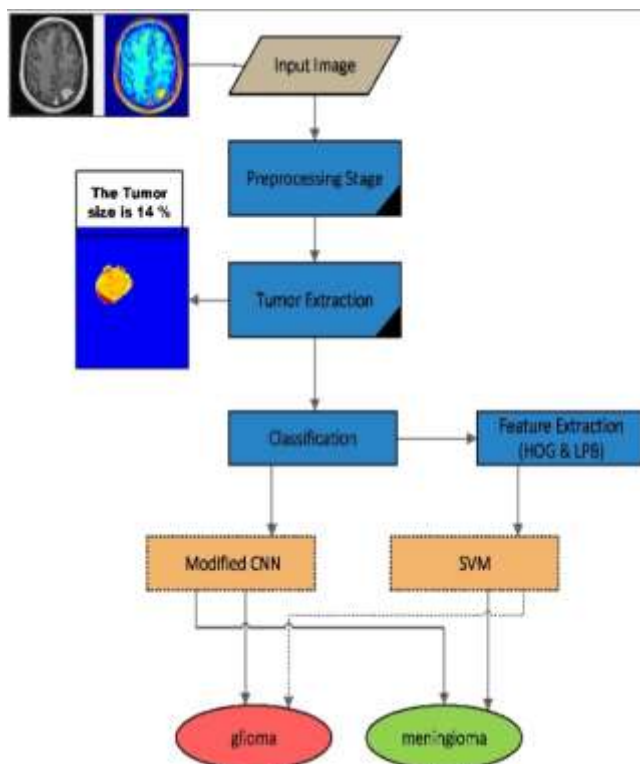 Input Image
Preprocessing Stage
The Tumor
size is 14 %
Tumor Extraction
Classification
Feature Extraction
(HOG & LPB)
Modified CNN
SVM
glioma
meningioma